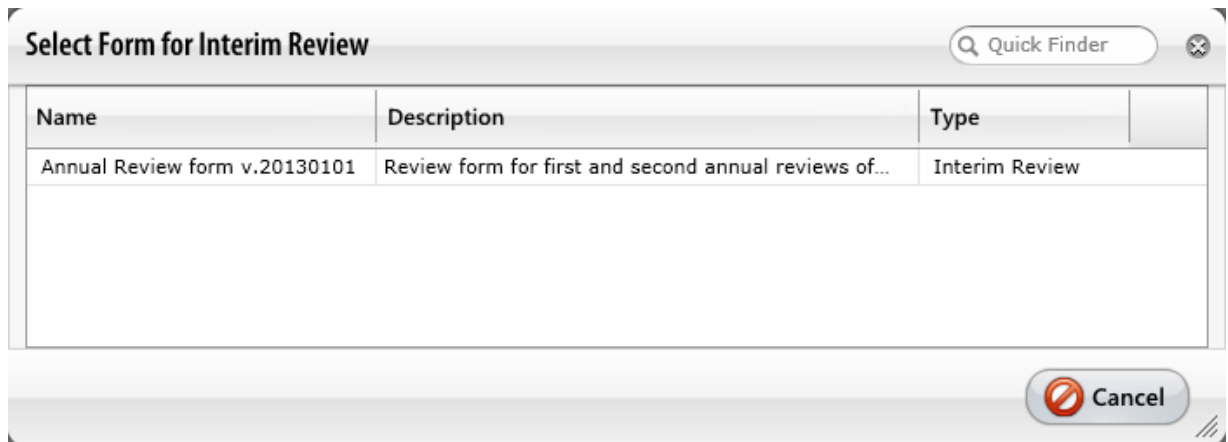 Select Form for Interim Review
Quick Finder
Name Description Type
Annual Review form v.20130101 Review form for first and second annual reviews of... Interim Review
Cancel